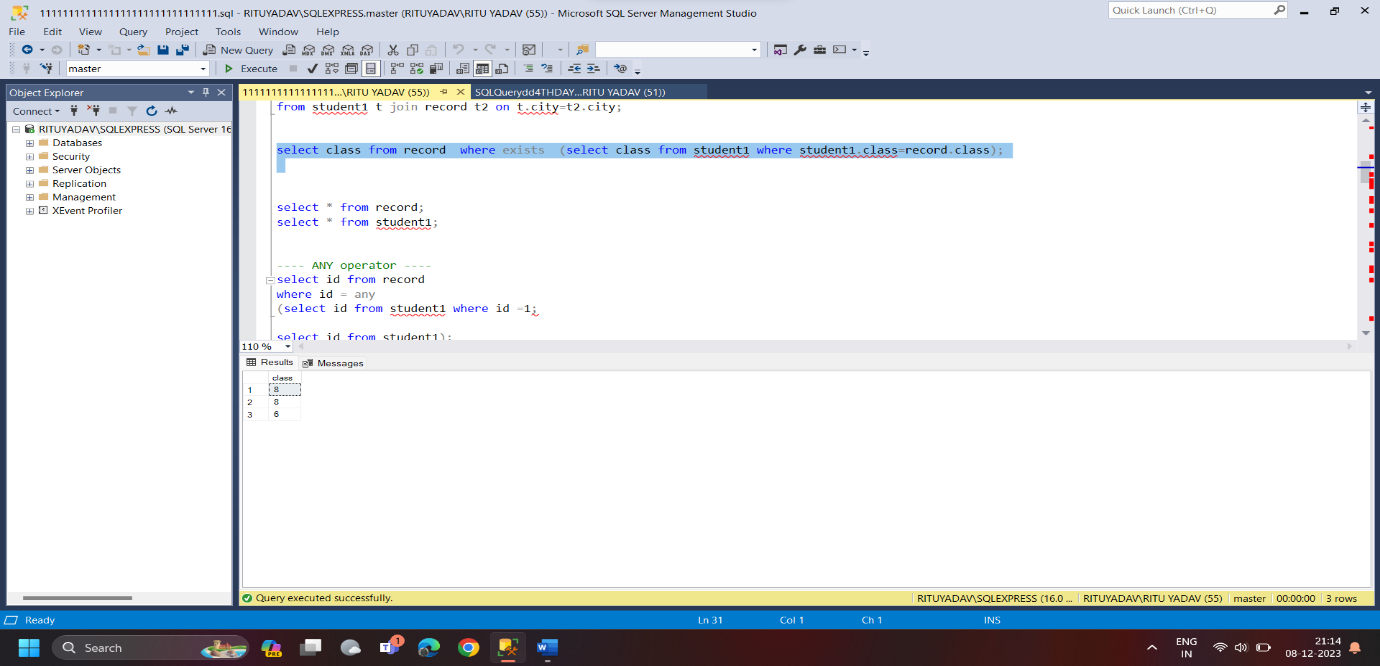 1111111111111111111111111111111.sql - RITUYADAV\SQLEXPRESS.master (RITUYADAV\RITU YADAV (55)) - Microsoft SQL Server Management Studio
Quick Launch (Ctrl+Q)
File Edit View Query Project Tools Window Help
New Query MDX DMX XMLA DAX
master Execute
Object Explorer
Connect
RITUYADAV\SQLEXPRESS (SQL Server 16
Databases
Security
Server Objects
Replication
Management
XEvent Profiler
1111111111111111...\RITU YADAV (55)) SQLQuerydd4THDAY...RITU YADAV (51))
from student1 t join record t2 on t.city=t2.city;
select class from record where exists (select class from student1 where student1.class=record.class);
select * from record;
select * from student1;
---- ANY operator ----
select id from record
where id = any
(select id from student1 where id =1;
select id from student1);
110 %
Results Messages
class
1 8
2 8
3 6
Query executed successfully. RITUYADAV\SQLEXPRESS (16.0 ... RITUYADAV\RITU YADAV (55) master 00:00:00 3 rows
Ready Ln 31 Col 1 Ch 1 INS
Search PRE T 1 W ENG IN 21:14 08-12-2023